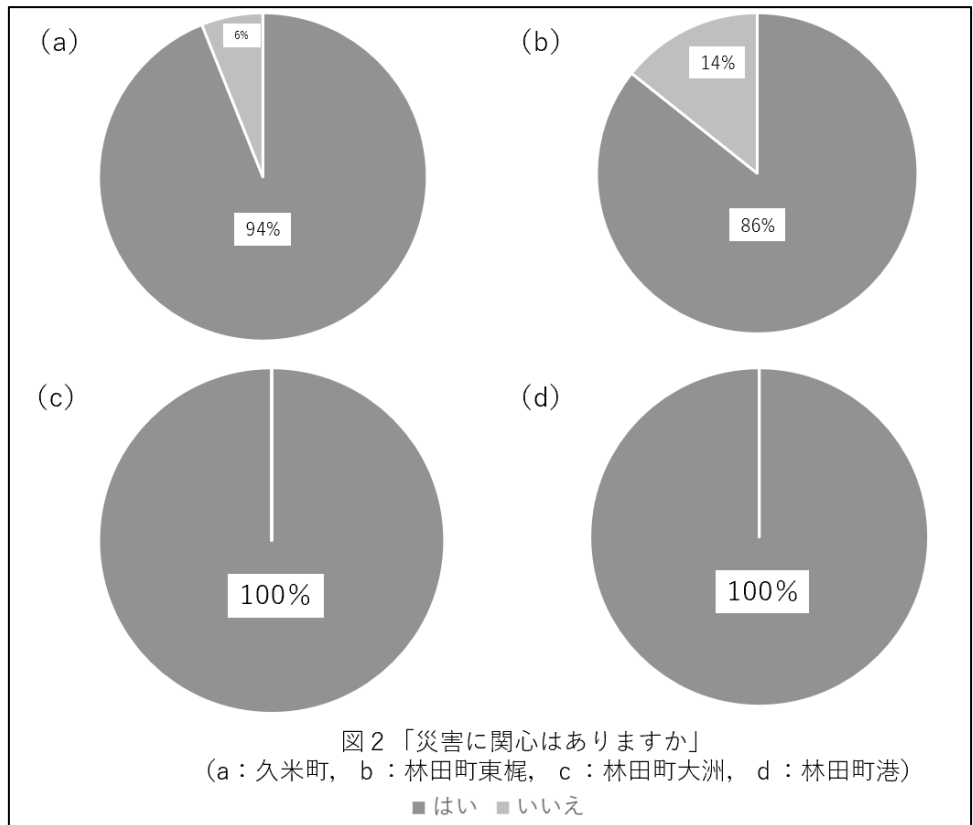 (a)
6%
94%
(b)
14%
86%
(c)
100%
(d)
100%
図2「災害に関心はありますか」
(a:久米町, b:林田町東梶, c:林田町大洲, d:林田町港)
はい いいえ